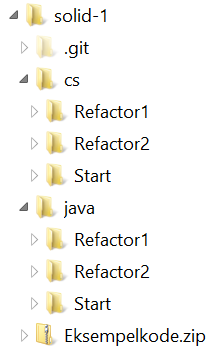 solid-1
.git
cs
Refactor1
Refactor2
Start
java
Refactor1
Refactor2
Start
Eksempelkode.zip